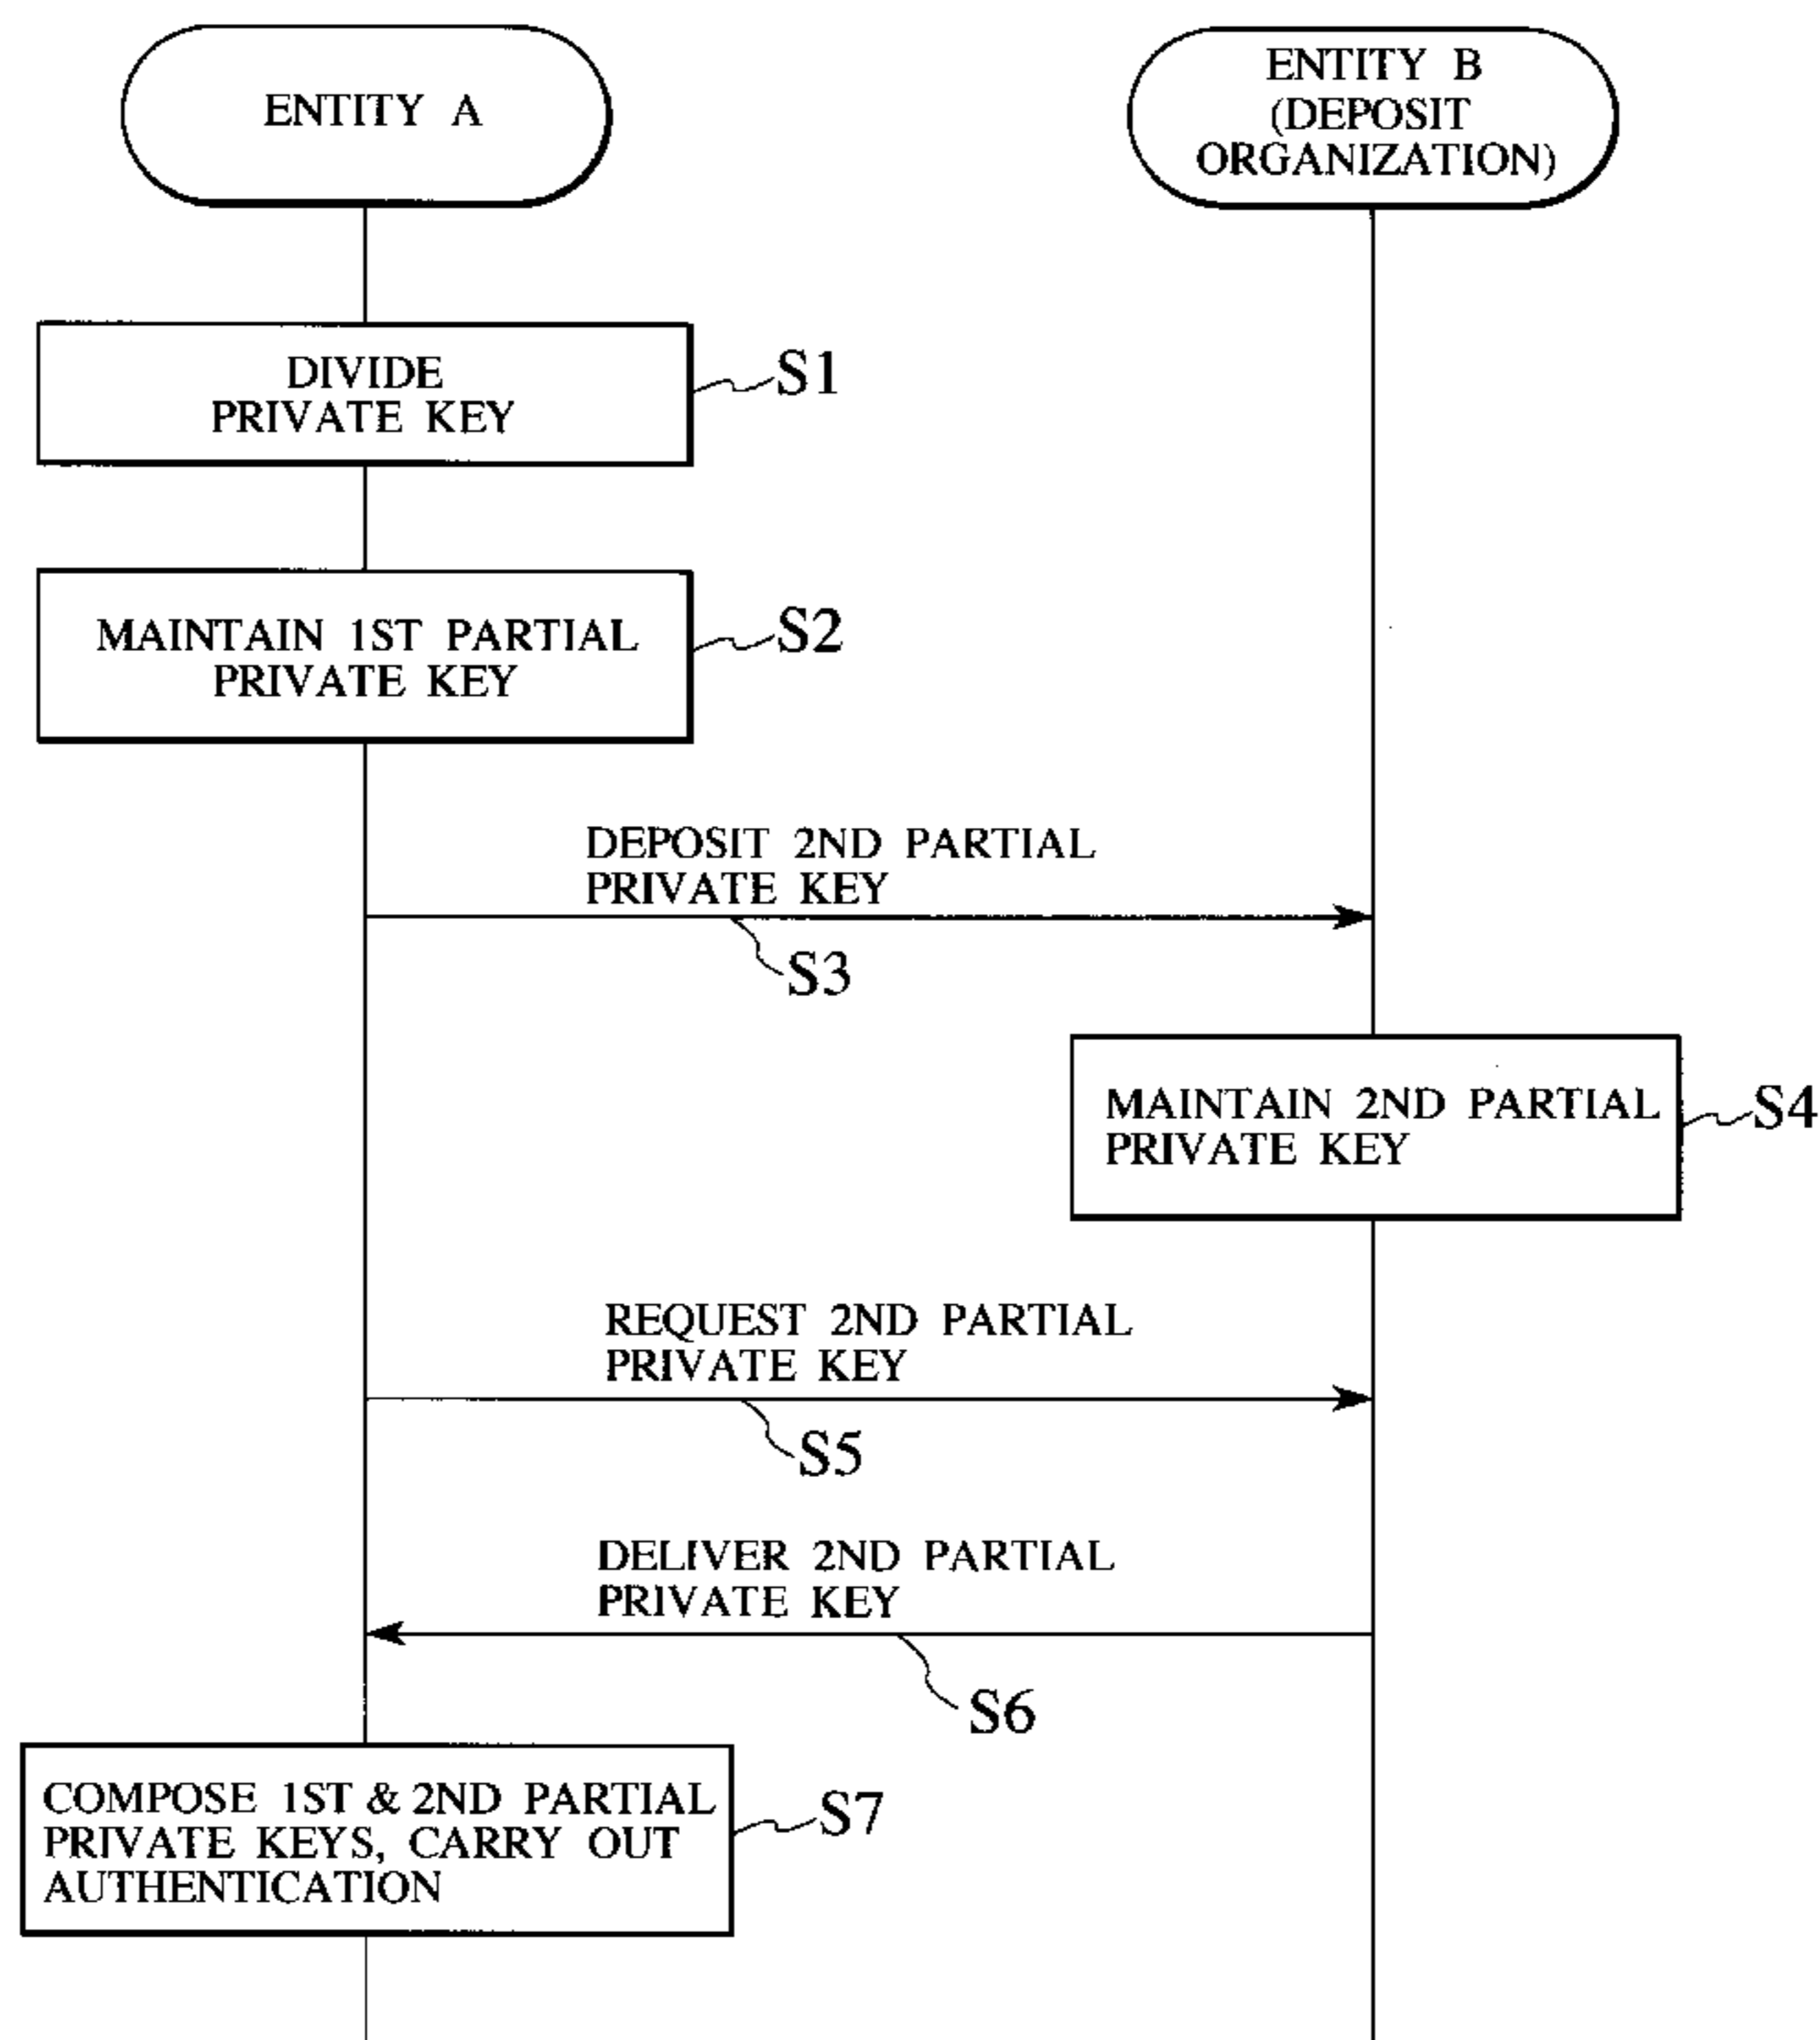 ENTITY A
ENTITY B
(DEPOSIT
ORGANIZATION)
DIVIDE
PRIVATE KEY
S1
MAINTAIN 1ST PARTIAL
PRIVATE KEY
S2
DEPOSIT 2ND PARTIAL
PRIVATE KEY
S3
MAINTAIN 2ND PARTIAL
PRIVATE KEY
S4
REQUEST 2ND PARTIAL
PRIVATE KEY
S5
DELIVER 2ND PARTIAL
PRIVATE KEY
S6
COMPOSE 1ST & 2ND PARTIAL
PRIVATE KEYS, CARRY OUT
AUTHENTICATION
S7